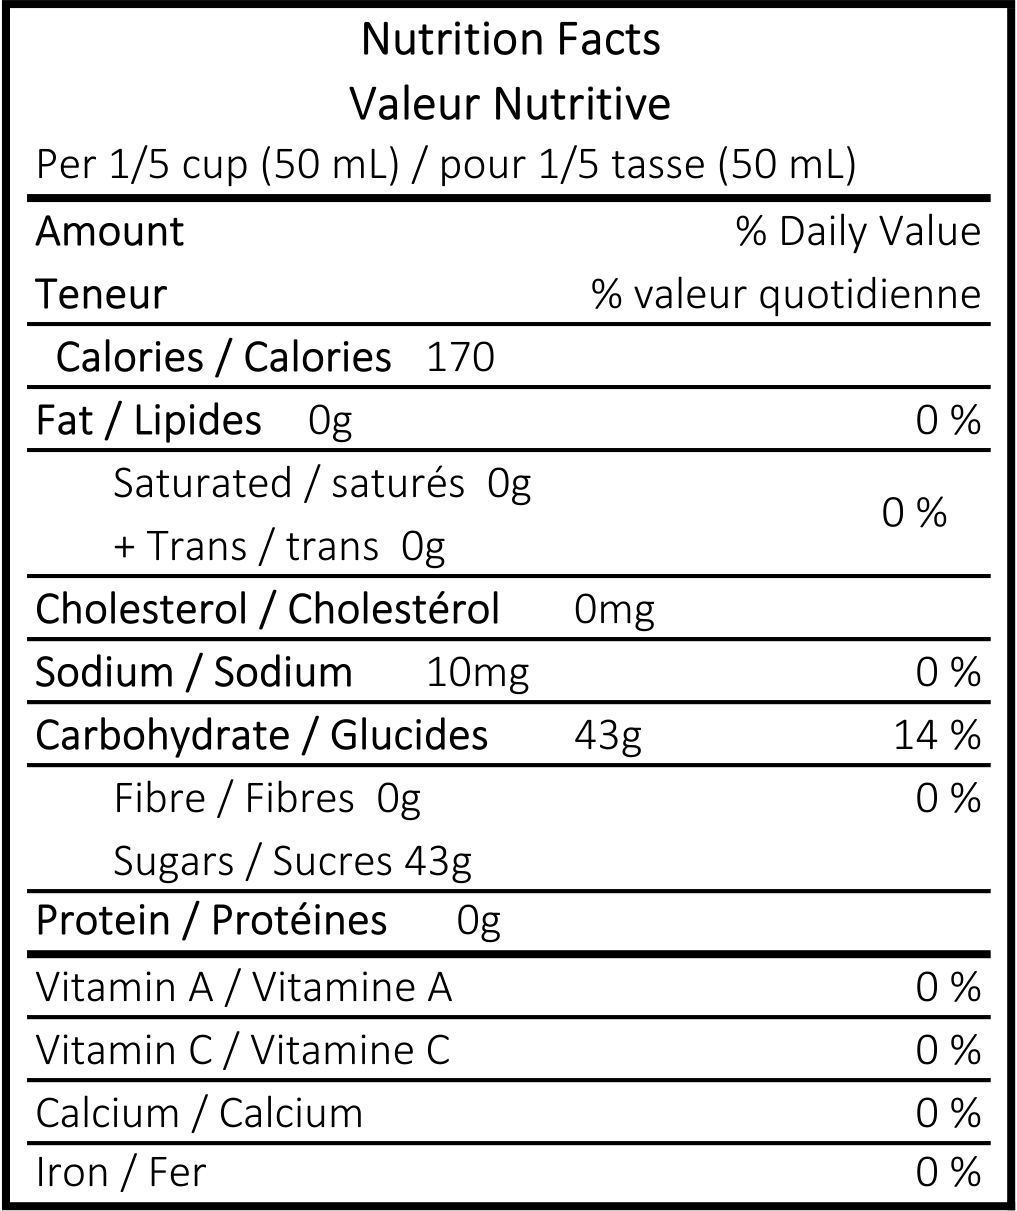 Nutrition Facts
Valeur Nutritive
Per 1/5 cup (50 mL) / pour 1/5 tasse (50 mL)
Amount % Daily Value
Teneur % valeur quotidienne
Calories / Calories 170
Fat / Lipides 0g 0 %
Saturated / saturés 0g
0 %
+ Trans / trans 0g
Cholesterol / Cholestérol 0mg
Sodium / Sodium 10mg 0 %
Carbohydrate / Glucides 43g 14 %
Fibre / Fibres 0g 0 %
Sugars / Sucres 43g
Protein / Protéines 0g
Vitamin A / Vitamine A 0 %
Vitamin C / Vitamine C 0 %
Calcium / Calcium 0 %
Iron / Fer 0 %